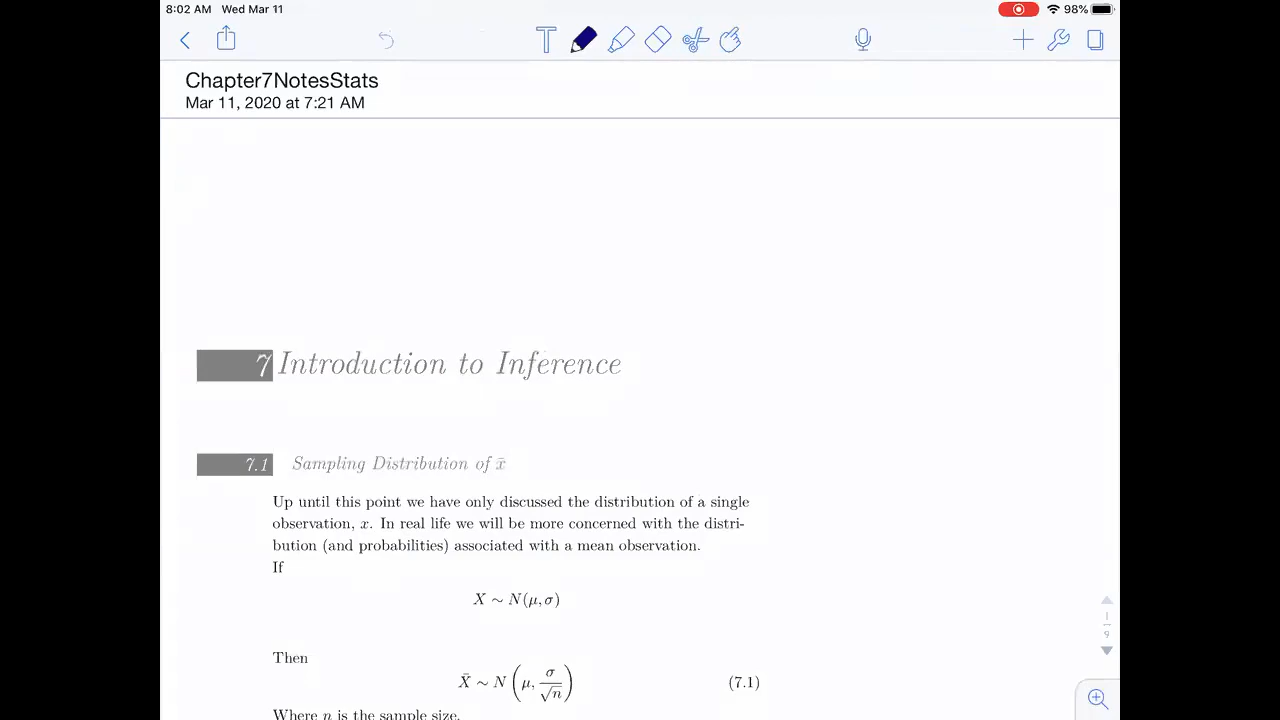 8:02 AM Wed Mar 11
98%
Chapter7NotesStats
Mar 11, 2020 at 7:21 AM
7 Introduction to Inference
7.1 Sampling Distribution of x̄
Up until this point we have only discussed the distribution of a single
observation, x. In real life we will be more concerned with the distri-
bution (and probabilities) associated with a mean observation.
If
X ∼ N(μ, σ)
Then
X̄ ∼ N(μ, σ/√n) (7.1)
Where n is the sample size.
1
9